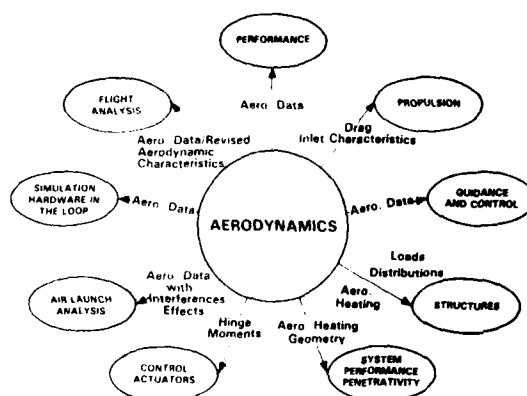 PERFORMANCE
FLIGHT
ANALYSIS
Aero Data
PROPULSION
Drag
Inlet Characteristics
Aero Data/Revised
Aerodynamic
Characteristics
SIMULATION
HARDWARE IN
THE LOOP
Aero Data
AERODYNAMICS
Aero. Data
GUIDANCE
AND CONTROL
Loads
Distributions
Aero.
Heating
STRUCTURES
Aero Data
with
Interferences
Effects
AIR LAUNCH
ANALYSIS
Hinge
Moments
Aero Heating
Geometry
CONTROL
ACTUATORS
SYSTEM
PERFORMANCE
PENETRATIVITY